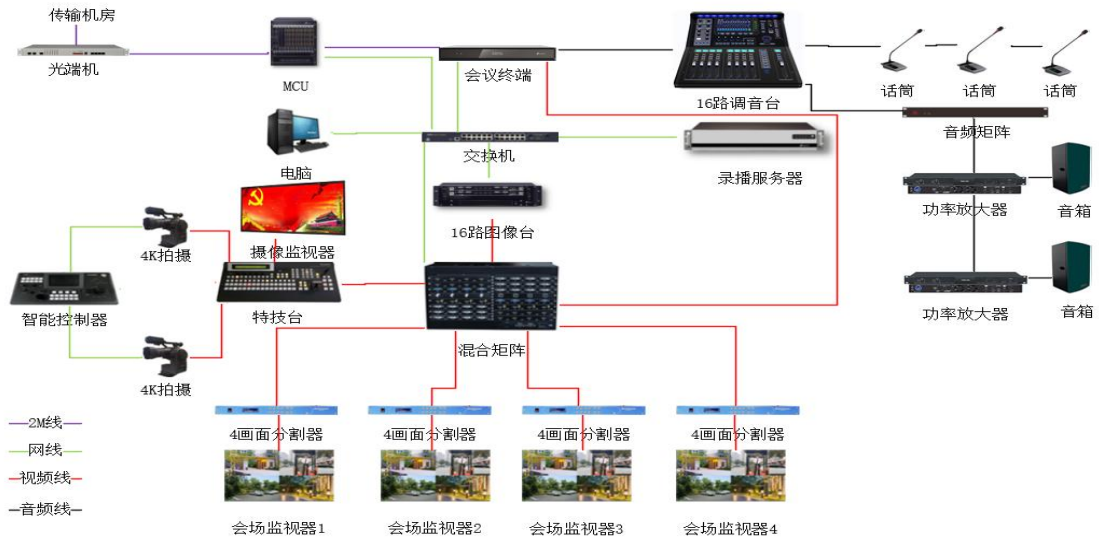 传输机房
光端机
MCU
会议终端
16路调音台
话筒
话筒
话筒
音频矩阵
电脑
交换机
录播服务器
功率放大器
音箱
4K拍摄
摄像监视器
16路图像台
智能控制器
特技台
混合矩阵
功率放大器
音箱
4K拍摄
2M线
网线
视频线
音频线
4画面分割器
4画面分割器
4画面分割器
4画面分割器
会场监视器1
会场监视器2
会场监视器3
会场监视器4